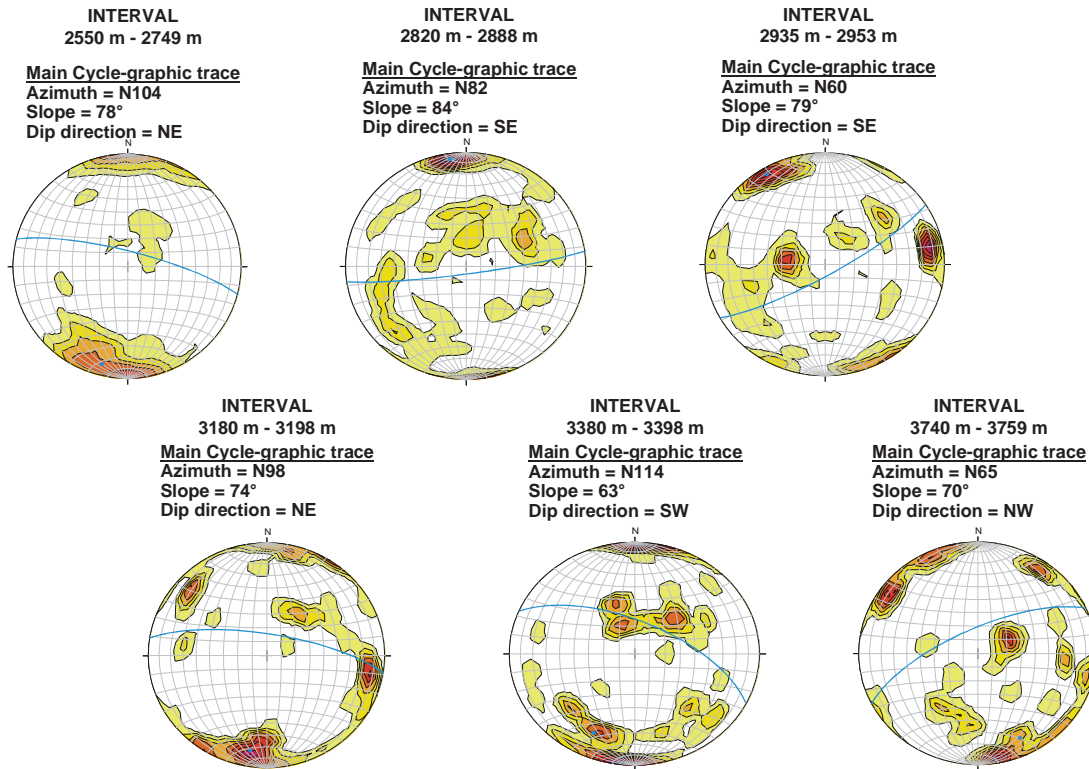 INTERVAL
2550 m - 2749 m
Main Cycle-graphic trace
Azimuth = N104
Slope = 78°
Dip direction = NE
N
INTERVAL
2820 m - 2888 m
Main Cycle-graphic trace
Azimuth = N82
Slope = 84°
Dip direction = SE
N
INTERVAL
2935 m - 2953 m
Main Cycle-graphic trace
Azimuth = N60
Slope = 79°
Dip direction = SE
N
INTERVAL
3180 m - 3198 m
Main Cycle-graphic trace
Azimuth = N98
Slope = 74°
Dip direction = NE
N
INTERVAL
3380 m - 3398 m
Main Cycle-graphic trace
Azimuth = N114
Slope = 63°
Dip direction = SW
N
INTERVAL
3740 m - 3759 m
Main Cycle-graphic trace
Azimuth = N65
Slope = 70°
Dip direction = NW
N